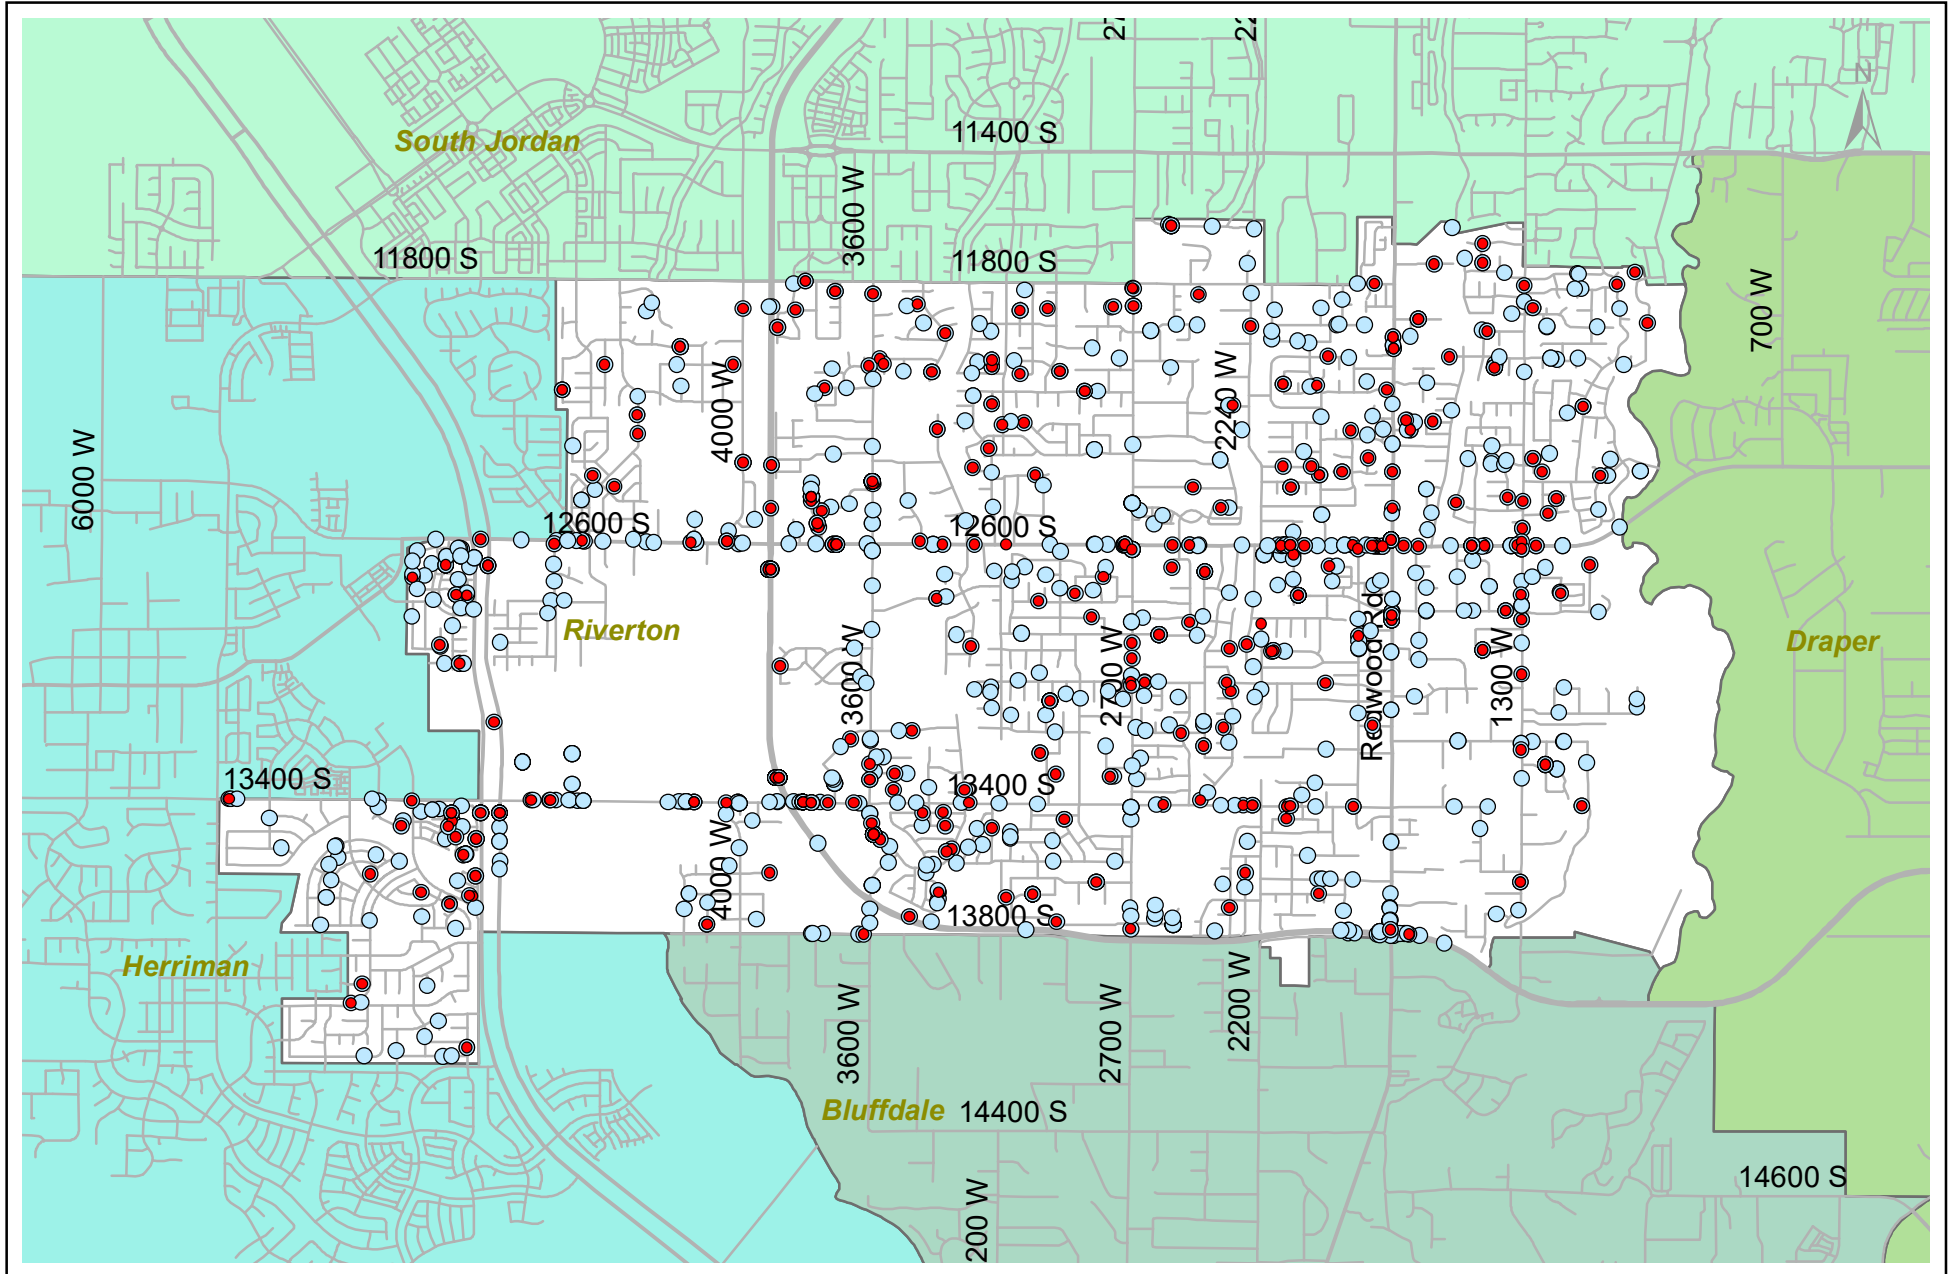 N
South Jordan
11400 S
3600 W
11800 S
11800 S
700 W
4000 W
2240 W
6000 W
12600 S
12600 S
Riverton
3600 W
2700 W
Redwood Rd
1300 W
Draper
13400 S
13400 S
4000 W
13800 S
Herriman
3600 W
2700 W
2200 W
Bluffdale
14400 S
14600 S
200 W